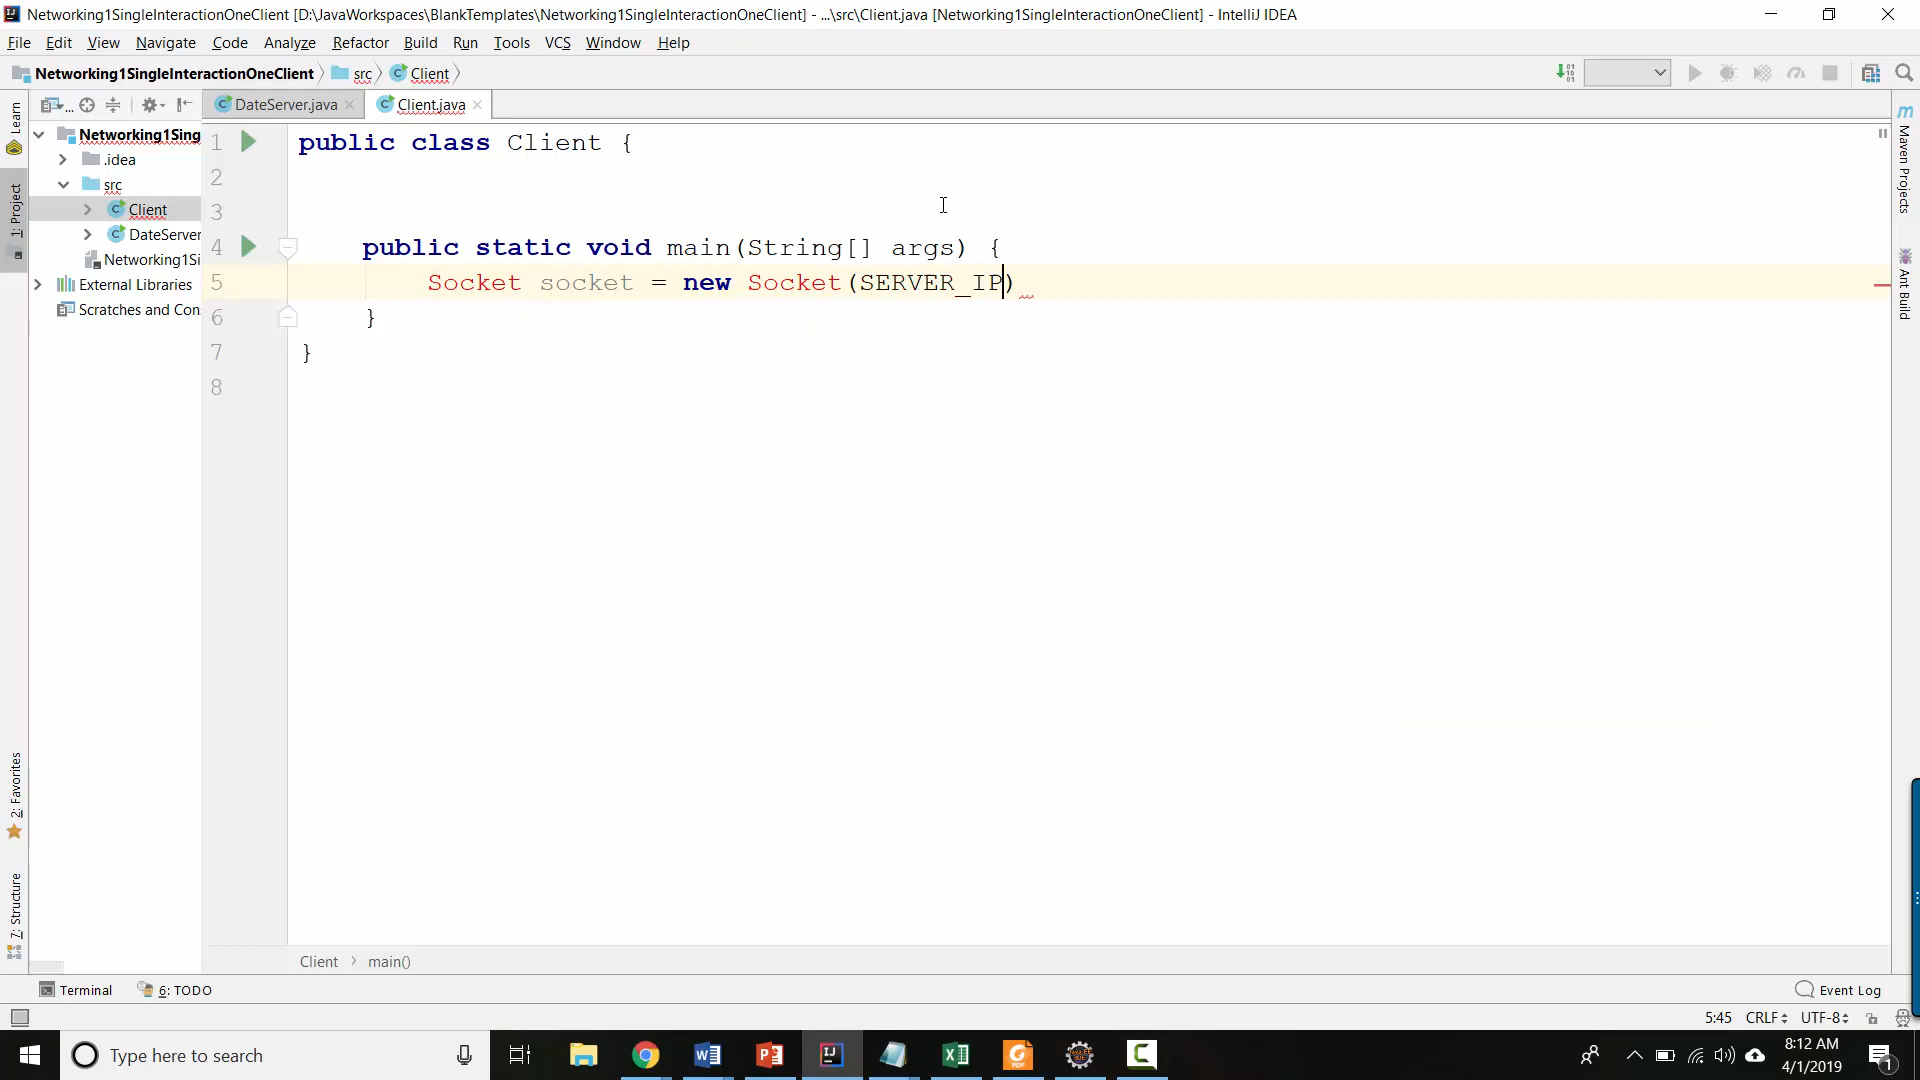 Networking1SingleInteractionOneClient [D:\JavaWorkspaces\BlankTemplates\Networking1SingleInteractionOneClient] - ...\src\Client.java [Networking1SingleInteractionOneClient] - IntelliJ IDEA
File Edit View Navigate Code Analyze Refactor Build Run Tools VCS Window Help
Networking1SingleInteractionOneClient src Client
DateServer.java Client.java
Learn
1: Project
2: Favorites
7: Structure
Networking1Sing
.idea
src
Client
DateServer
Networking1Si
External Libraries
Scratches and Con
1 public class Client {
2
3
4 public static void main(String[] args) {
5 Socket socket = new Socket(SERVER_IP)
6 }
7 }
8
Maven Projects
Ant Build
Client main()
Terminal 6: TODO Event Log
5:45 CRLF UTF-8
Type here to search
8:12 AM
4/1/2019
1